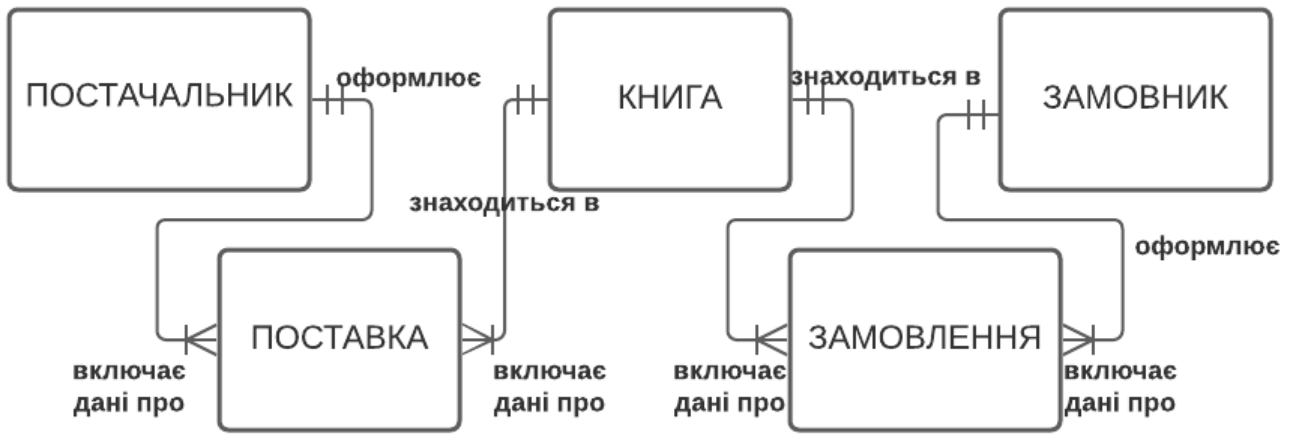 ПОСТАЧАЛЬНИК
оформлює
КНИГА
знаходиться в
ЗАМОВНИК
знаходиться в
оформлює
ПОСТАВКА
ЗАМОВЛЕННЯ
включає
дані про
включає
дані про
включає
дані про
включає
дані про